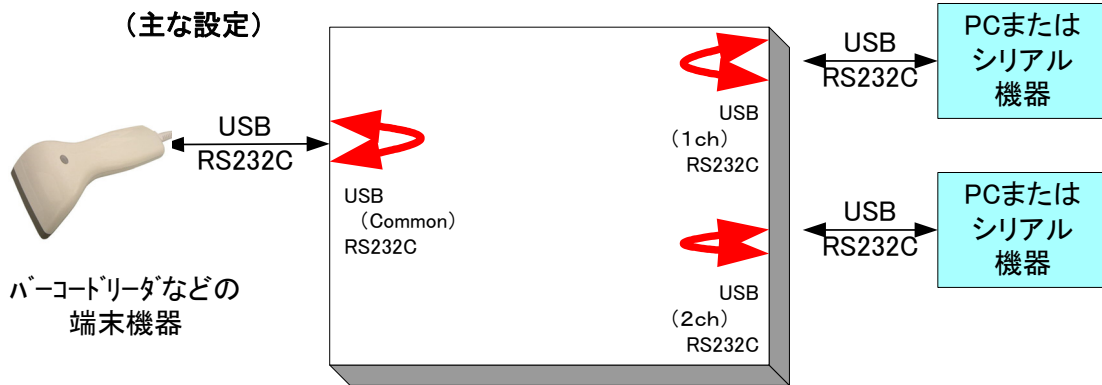 (主な設定)
USB
RS232C
バーコードリーダなどの
端末機器
USB
(Common)
RS232C
USB
(1ch)
RS232C
USB
(2ch)
RS232C
USB
RS232C
PCまたは
シリアル
機器
USB
RS232C
PCまたは
シリアル
機器